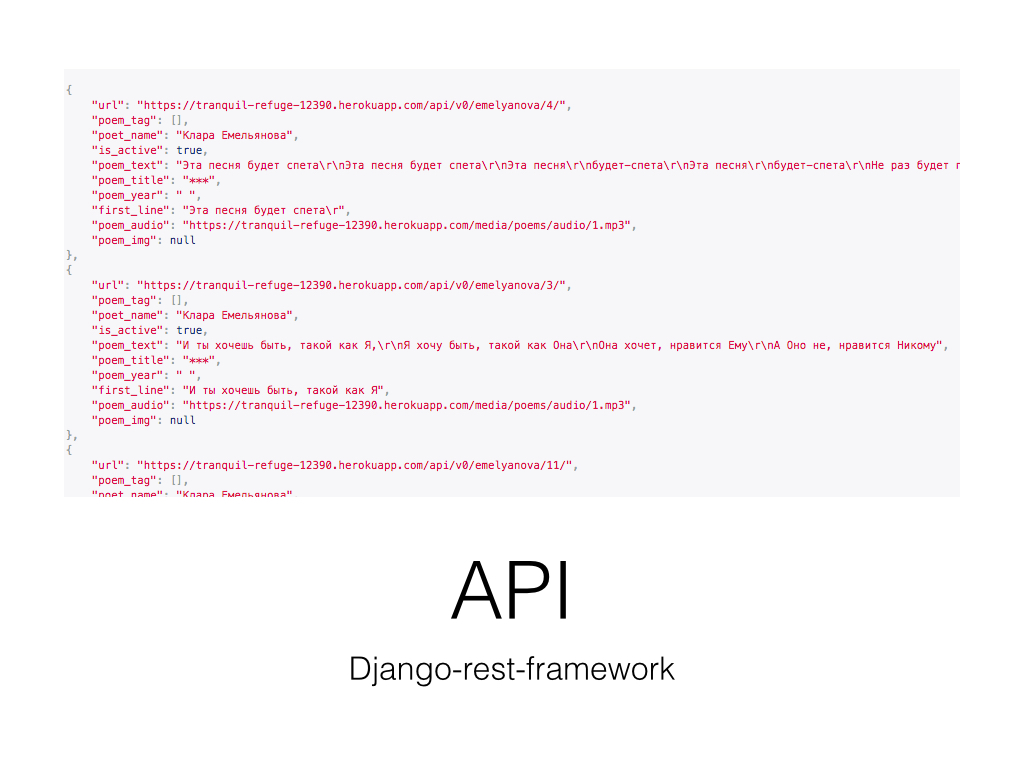 {
"url": "https://tranquil-refuge-12390.herokuapp.com/api/v0/emelyanova/4/",
"poem_tag": [],
"poet_name": "Клара Емельянова",
"is_active": true,
"poem_text": "Эта песня будет спета\r\nЭта песня будет спета\r\nЭта песня\r\nбудет-спета\r\nЭта песня\r\nбудет-спета\r\nНе раз будет
"poem_title": "***",
"poem_year": " ",
"first_line": "Эта песня будет спета\r",
"poem_audio": "https://tranquil-refuge-12390.herokuapp.com/media/poems/audio/1.mp3",
"poem_img": null
},
{
"url": "https://tranquil-refuge-12390.herokuapp.com/api/v0/emelyanova/3/",
"poem_tag": [],
"poet_name": "Клара Емельянова",
"is_active": true,
"poem_text": "И ты хочешь быть, такой как Я,\r\nЯ хочу быть, такой как Она\r\nОна хочет, нравится Ему\r\nА Оно не, нравится Никому",
"poem_title": "***",
"poem_year": " ",
"first_line": "И ты хочешь быть, такой как Я",
"poem_audio": "https://tranquil-refuge-12390.herokuapp.com/media/poems/audio/1.mp3",
"poem_img": null
},
{
"url": "https://tranquil-refuge-12390.herokuapp.com/api/v0/emelyanova/11/",
"poem_tag": [],
"poet_name": "Клара Емельянова"
API
Django-rest-framework